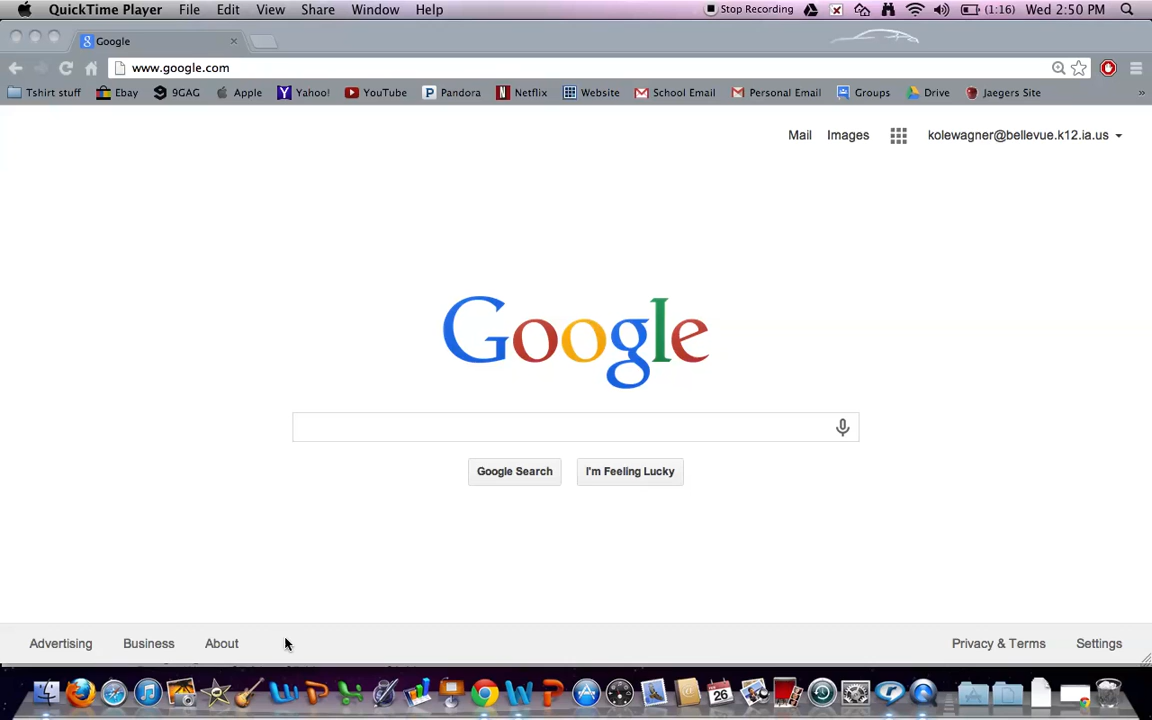 QuickTime Player File Edit View Share Window Help Stop Recording (1:16) Wed 2:50 PM
Google
www.google.com
Tshirt stuff Ebay 9GAG Apple Yahoo! YouTube Pandora Netflix Website School Email Personal Email Groups Drive Jaegers Site »
Mail Images kolewagner@bellevue.k12.ia.us
Google
Google Search I'm Feeling Lucky
Advertising Business About Privacy & Terms Settings
26